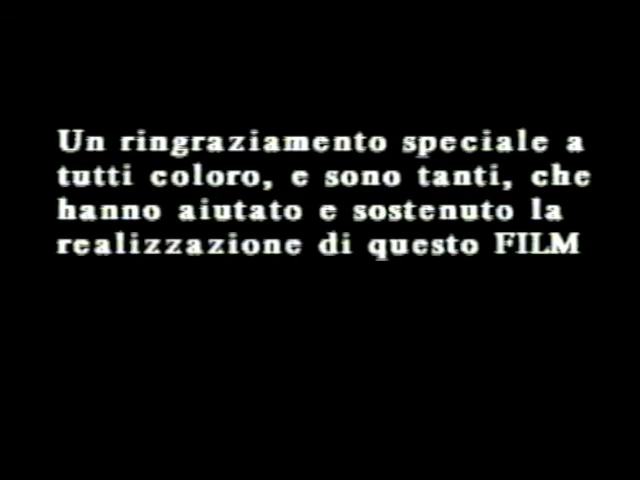 Un ringraziamento speciale a
tutti coloro, e sono tanti, che
hanno aiutato e sostenuto la
realizzazione di questo FILM